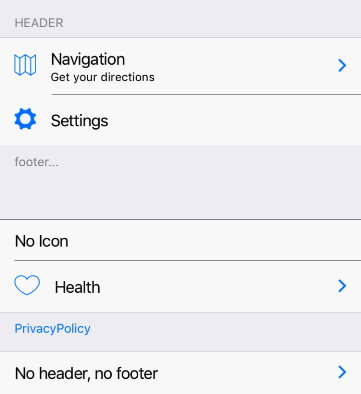 HEADER
Navigation
Get your directions
Settings
footer...
No Icon
Health
PrivacyPolicy
No header, no footer